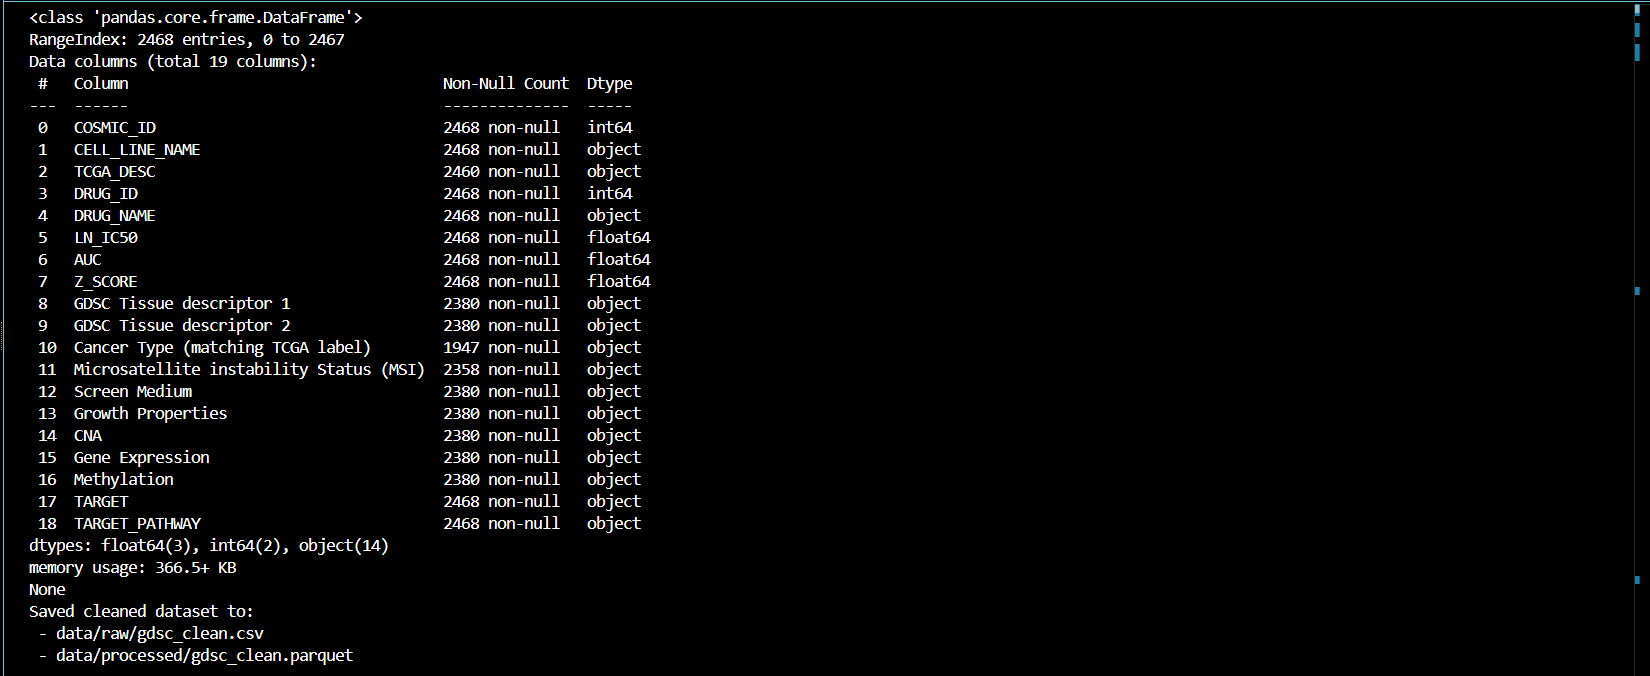 <class 'pandas.core.frame.DataFrame'>
RangeIndex: 2468 entries, 0 to 2467
Data columns (total 19 columns):
 #   Column                                   Non-Null Count  Dtype
---  ------                                   --------------  -----
 0   COSMIC_ID                                2468 non-null   int64
 1   CELL_LINE_NAME                           2468 non-null   object
 2   TCGA_DESC                                2460 non-null   object
 3   DRUG_ID                                  2468 non-null   int64
 4   DRUG_NAME                                2468 non-null   object
 5   LN_IC50                                  2468 non-null   float64
 6   AUC                                      2468 non-null   float64
 7   Z_SCORE                                  2468 non-null   float64
 8   GDSC Tissue descriptor 1                 2380 non-null   object
 9   GDSC Tissue descriptor 2                 2380 non-null   object
 10  Cancer Type (matching TCGA label)        1947 non-null   object
 11  Microsatellite instability Status (MSI)  2358 non-null   object
 12  Screen Medium                            2380 non-null   object
 13  Growth Properties                        2380 non-null   object
 14  CNA                                      2380 non-null   object
 15  Gene Expression                          2380 non-null   object
 16  Methylation                              2380 non-null   object
 17  TARGET                                   2468 non-null   object
 18  TARGET_PATHWAY                           2468 non-null   object
dtypes: float64(3), int64(2), object(14)
memory usage: 366.5+ KB
None
Saved cleaned dataset to:
 - data/raw/gdsc_clean.csv
 - data/processed/gdsc_clean.parquet